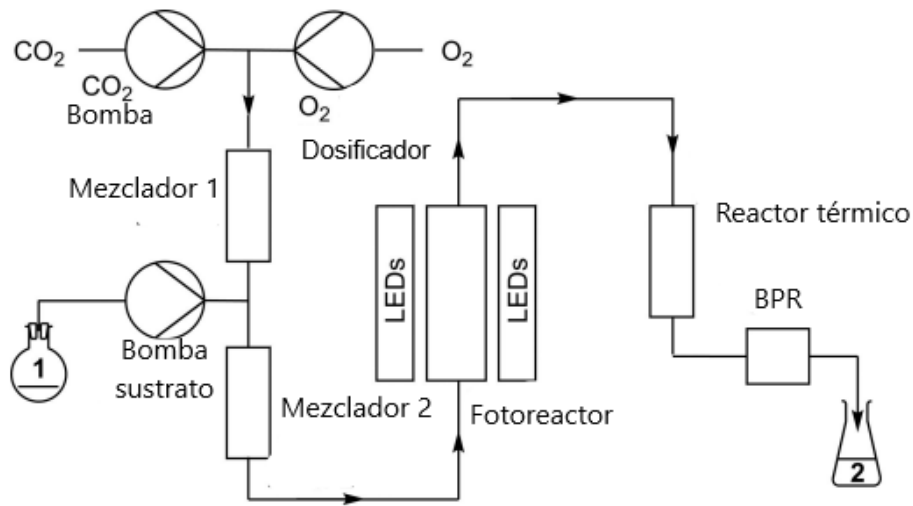 CO₂
CO₂
Bomba
O₂
O₂
Dosificador
Mezclador 1
Bomba
sustrato
1
Mezclador 2
LEDs
LEDs
Fotoreactor
Reactor térmico
BPR
2